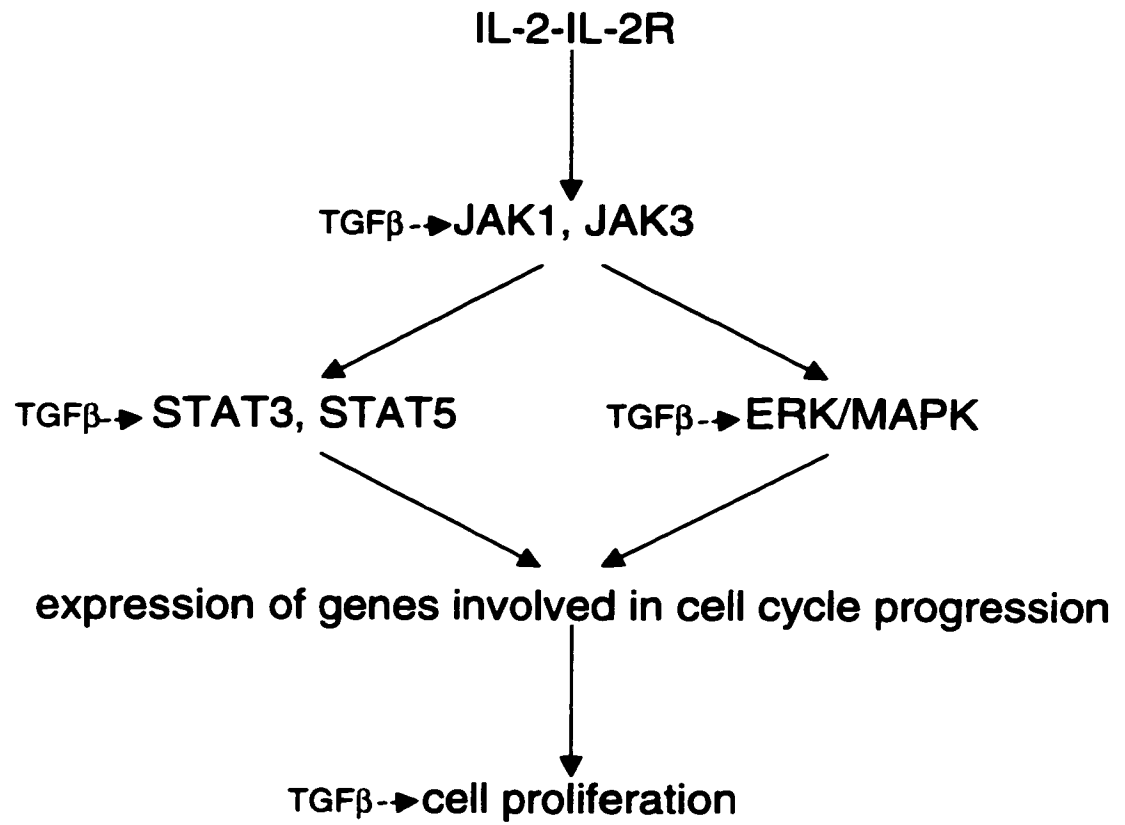 IL-2-IL-2R
TGFβ JAK1, JAK3
TGFβ STAT3, STAT5 TGFβ ERK/MAPK
expression of genes involved in cell cycle progression
TGFβ cell proliferation